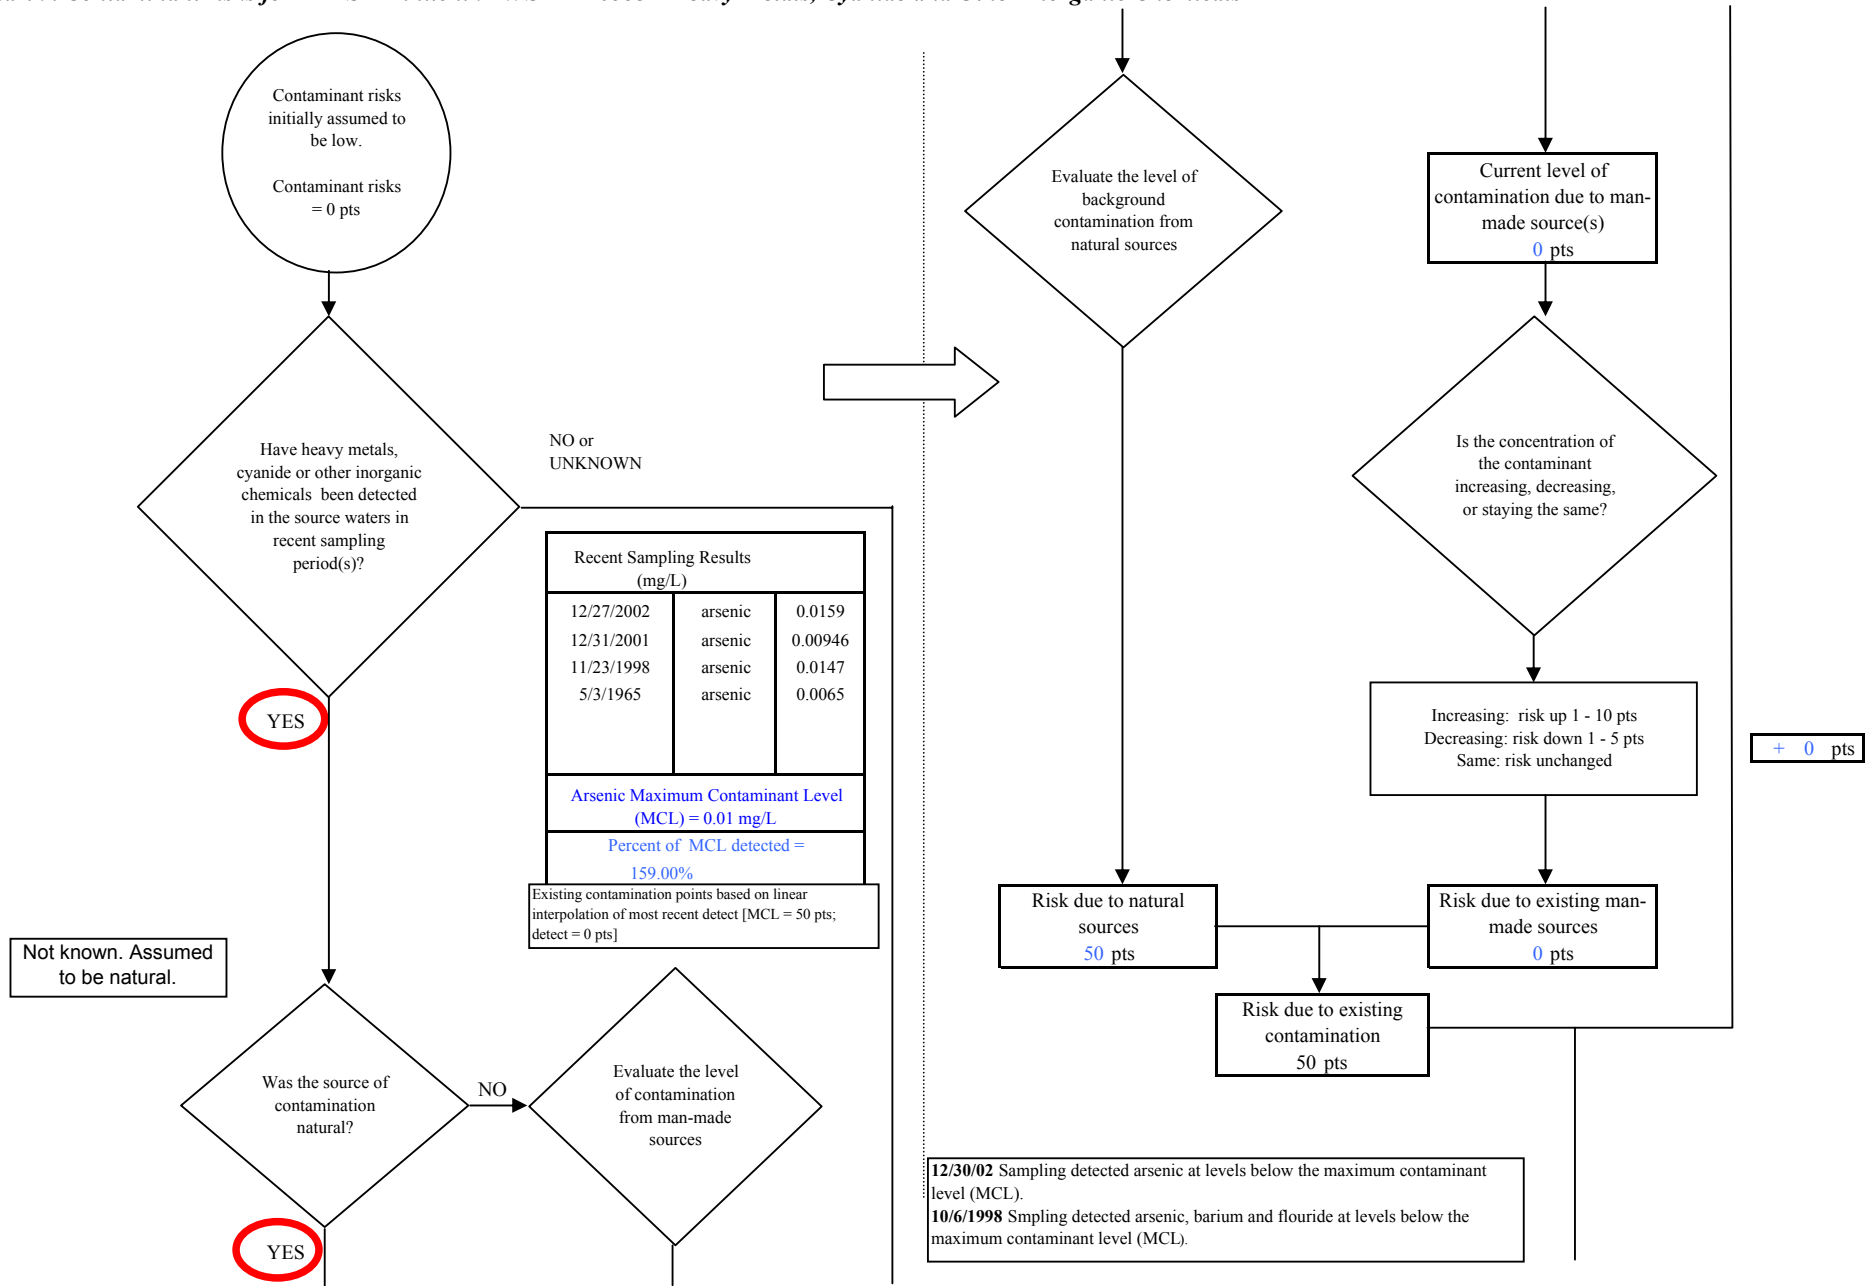 Contaminant risks
initially assumed to
be low.
Contaminant risks
= 0 pts
Have heavy metals,
cyanide or other inorganic
chemicals been detected
in the source waters in
recent sampling
period(s)?
NO or
UNKNOWN
YES
Recent Sampling Results
(mg/L)
12/27/2002 arsenic 0.0159
12/31/2001 arsenic 0.00946
11/23/1998 arsenic 0.0147
5/3/1965 arsenic 0.0065
Arsenic Maximum Contaminant Level
(MCL) = 0.01 mg/L
Percent of MCL detected =
159.00%
Existing contamination points based on linear
interpolation of most recent detect [MCL = 50 pts;
detect = 0 pts]
Not known. Assumed
to be natural.
Was the source of
contamination
natural?
NO
YES
Evaluate the level
of contamination
from man-made
sources
Evaluate the level of
background
contamination from
natural sources
Current level of
contamination due to man-
made source(s)
0 pts
Is the concentration of
the contaminant
increasing, decreasing,
or staying the same?
Increasing: risk up 1 - 10 pts
Decreasing: risk down 1 - 5 pts
Same: risk unchanged
+ 0 pts
Risk due to natural
sources
50 pts
Risk due to existing man-
made sources
0 pts
Risk due to existing
contamination
50 pts
12/30/02 Sampling detected arsenic at levels below the maximum contaminant
level (MCL).
10/6/1998 Smpling detected arsenic, barium and flouride at levels below the
maximum contaminant level (MCL).